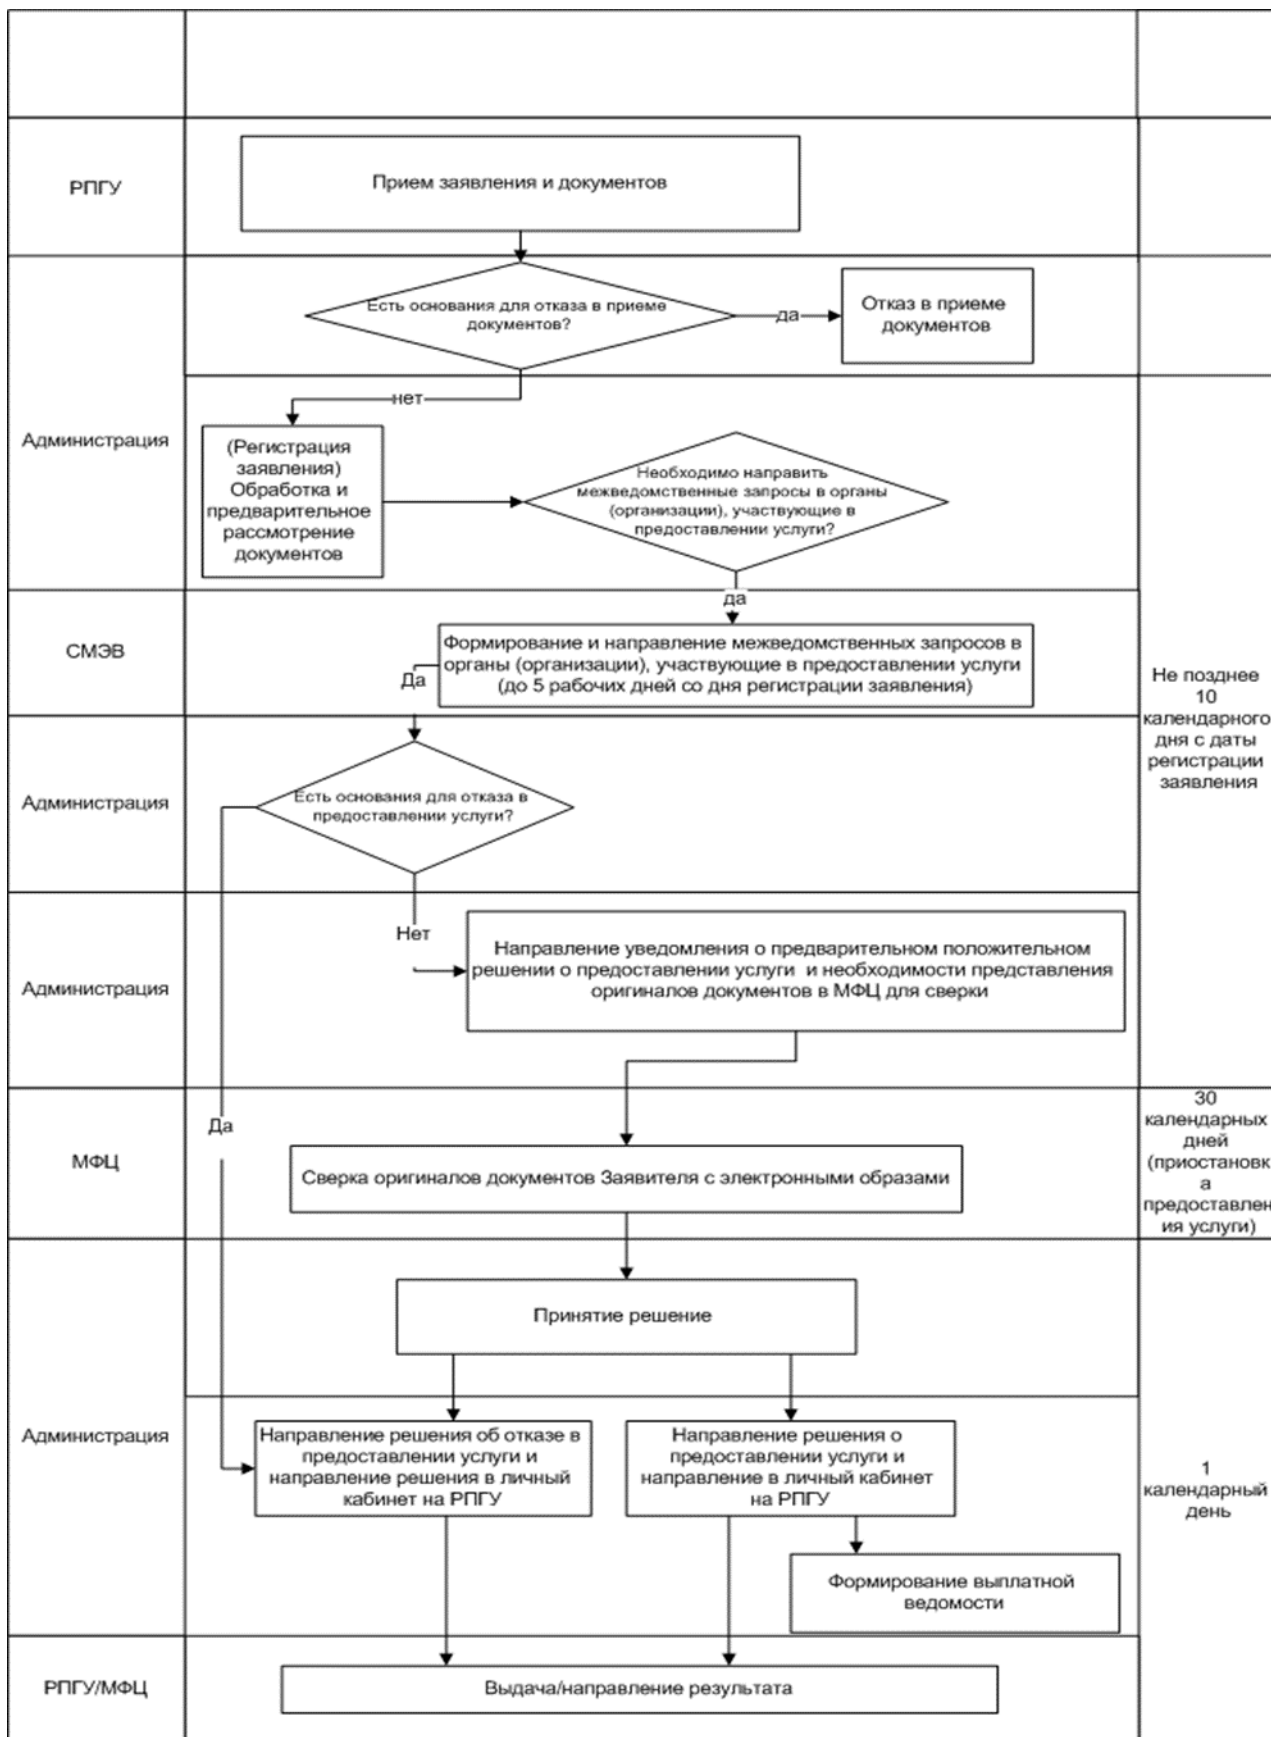 РПГУ
Прием заявления и документов
Есть основания для отказа в приеме
документов?
да
Отказ в приеме
документов
Администрация
нет
(Регистрация
заявления)
Обработка и
предварительное
рассмотрение
документов
Необходимо направить
межведомственные запросы в органы
(организации), участвующие в
предоставлении услуги?
да
СМЭВ
Формирование и направление межведомственных запросов в
органы (организации), участвующие в предоставлении услуги
(до 5 рабочих дней со дня регистрации заявления)
Да
Не позднее
10
календарного
дня с даты
регистрации
заявления
Администрация
Есть основания для отказа в
предоставлении услуги?
Нет
Администрация
Направление уведомления о предварительном положительном
решении о предоставлении услуги и необходимости представления
оригиналов документов в МФЦ для сверки
Да
МФЦ
Сверка оригиналов документов Заявителя с электронными образами
30
календарных
дней
(приостановк
а
предоставлен
ия услуги)
Принятие решение
Администрация
Направление решения об отказе в
предоставлении услуги и
направление решения в личный
кабинет на РПГУ
Направление решения о
предоставлении услуги и
направление в личный кабинет
на РПГУ
1
календарный
день
Формирование выплатной
ведомости
РПГУ/МФЦ
Выдача/направление результата